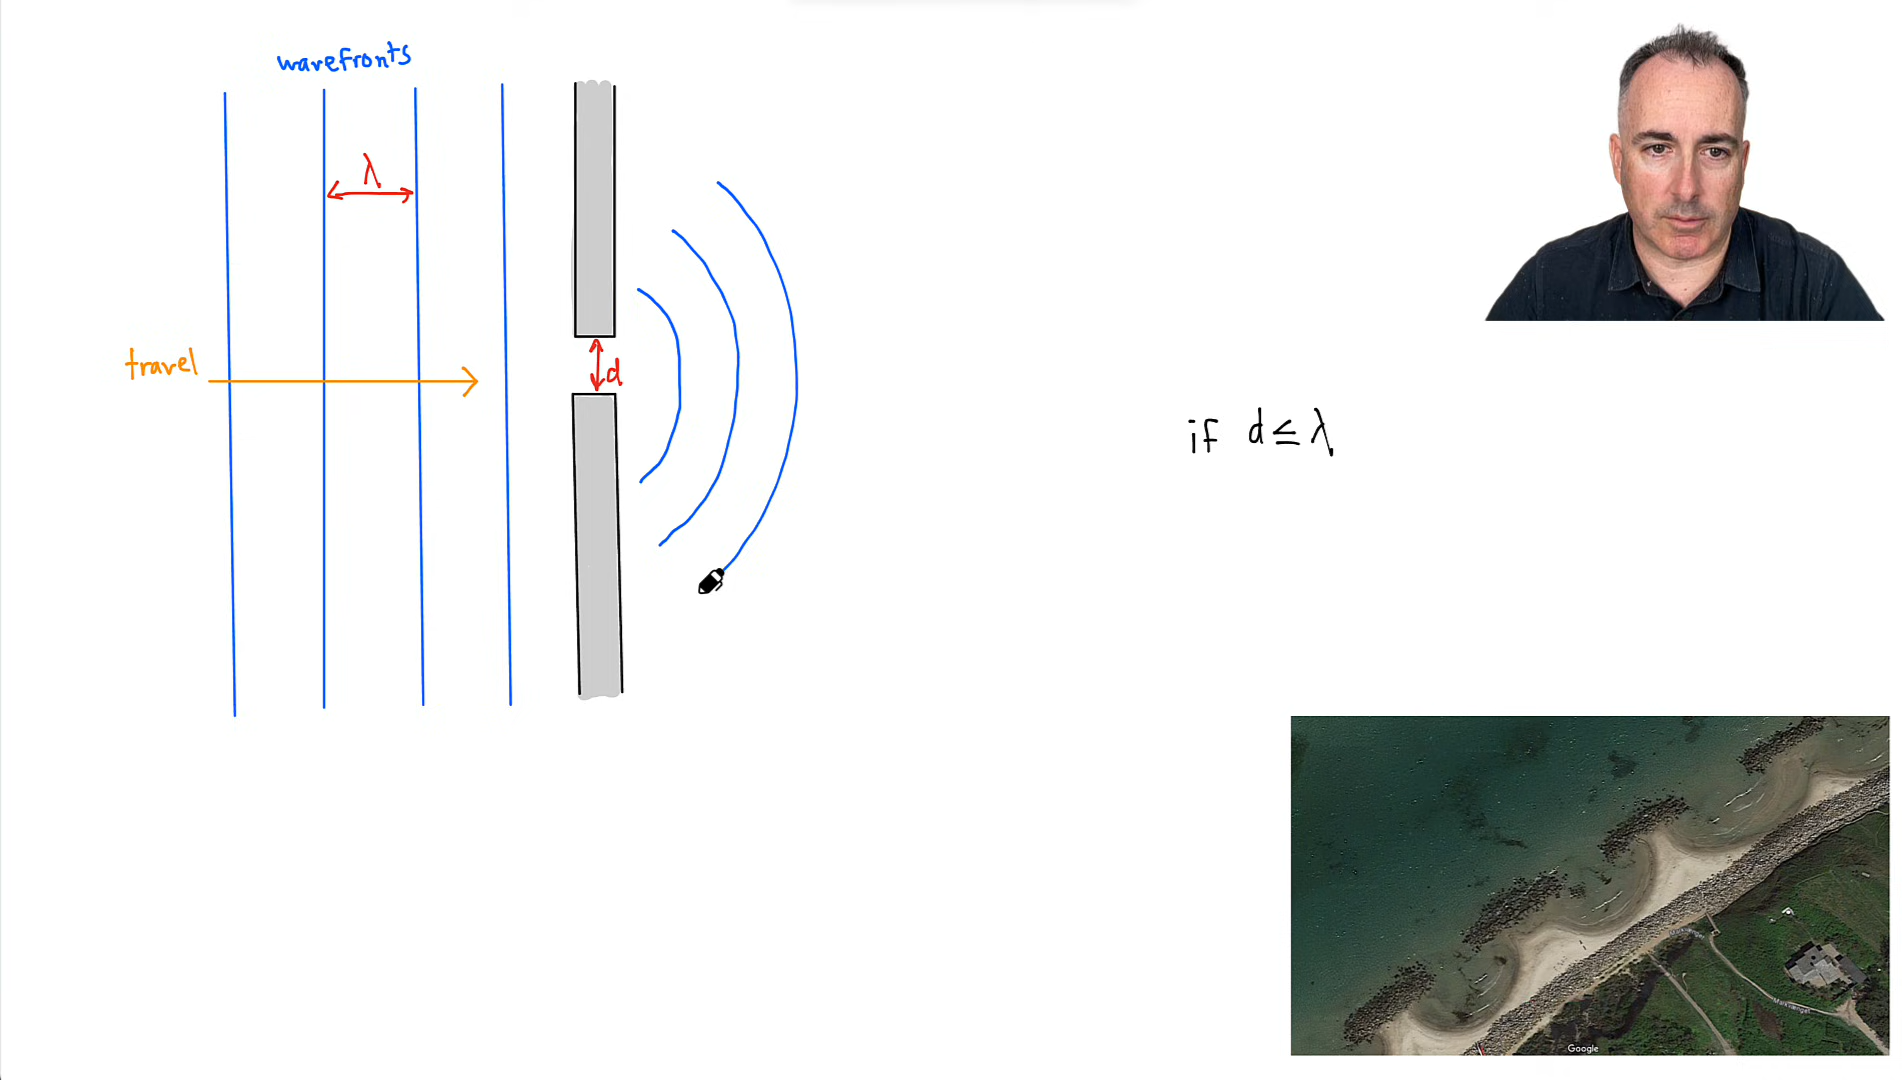 wavefronts
λ
travel
d
if d ≤ λ
Google